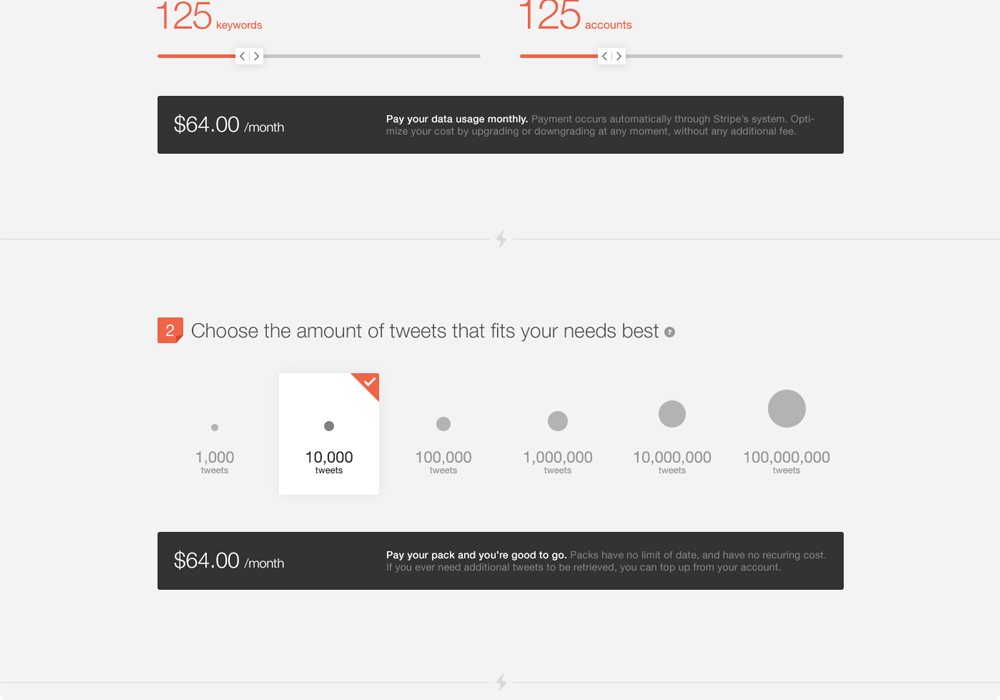 125 keywords
125 accounts
$64.00 /month
Pay your data usage monthly. Payment occurs automatically through Stripe's system. Opti-
mize your cost by upgrading or downgrading at any moment, without any additional fee.
2 Choose the amount of tweets that fits your needs best ?
1,000
tweets
10,000
tweets
100,000
tweets
1,000,000
tweets
10,000,000
tweets
100,000,000
tweets
$64.00 /month
Pay your pack and you're good to go. Packs have no limit of date, and have no recuring cost.
If you ever need additional tweets to be retrieved, you can top up from your account.